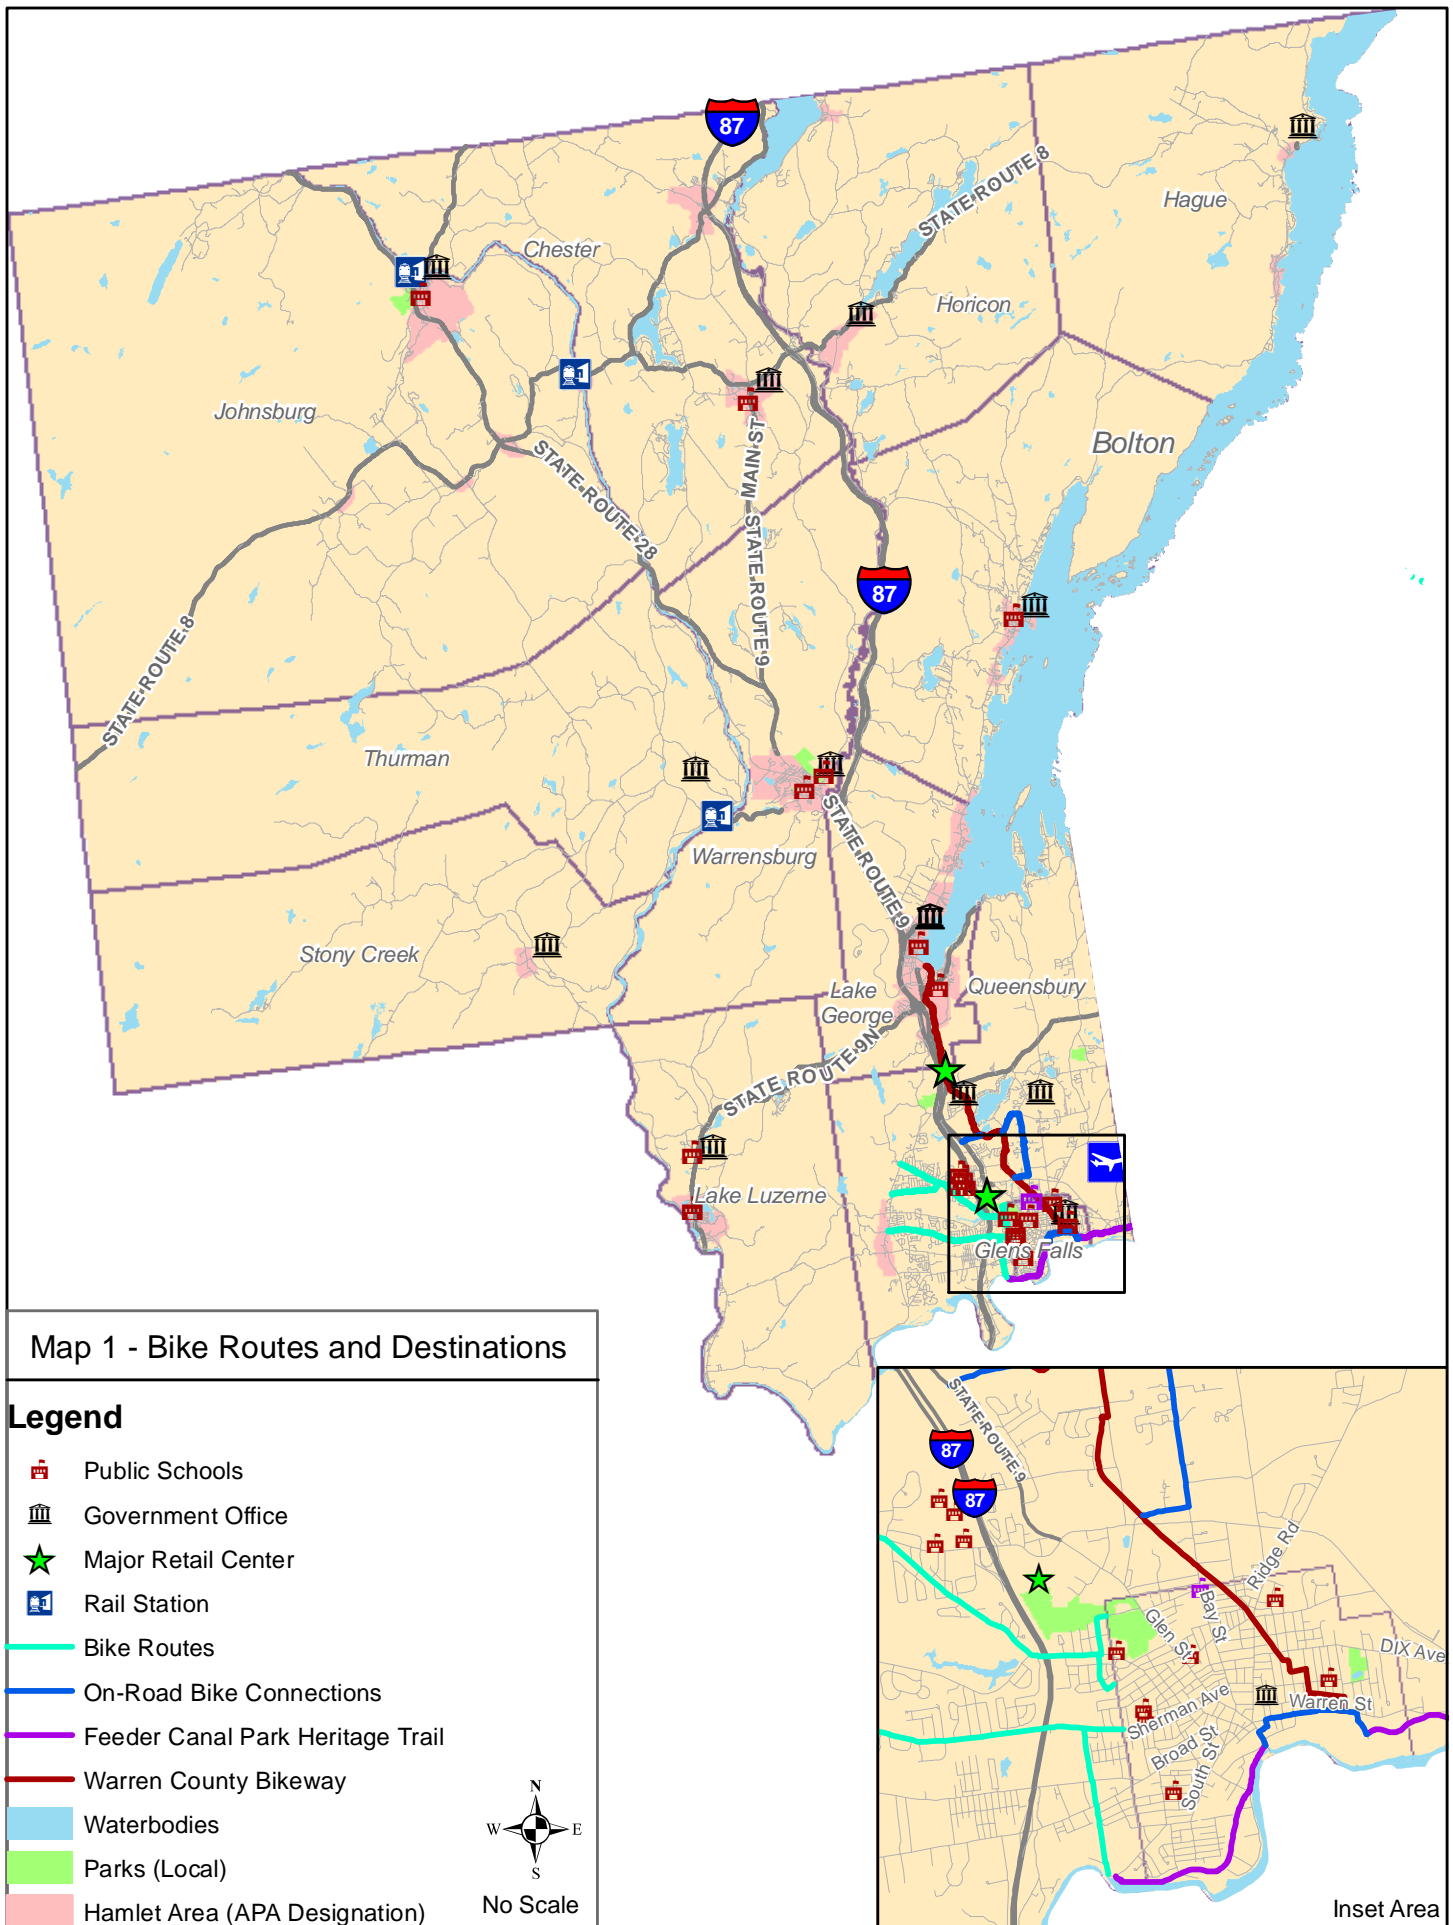 87
Hague
STATE ROUTE 8
Chester
Horicon
Johnsburg
Bolton
MAIN ST
STATE ROUTE 28
STATE ROUTE 9
87
STATE ROUTE 8
Thurman
Warrensburg
STATE ROUTE 9
Stony Creek
Lake
George
Queensbury
STATE ROUTE 9N
Lake Luzerne
Glens Falls
Map 1 - Bike Routes and Destinations
Legend
Public Schools
Government Office
Major Retail Center
Rail Station
Bike Routes
On-Road Bike Connections
Feeder Canal Park Heritage Trail
Warren County Bikeway
Waterbodies
Parks (Local)
Hamlet Area (APA Designation)
N
W E
S
No Scale
STATE ROUTE 9
87
87
Ridge Rd
Bay St
Glen St
DIX Ave
Warren St
Sherman Ave
Broad St
South St
Inset Area